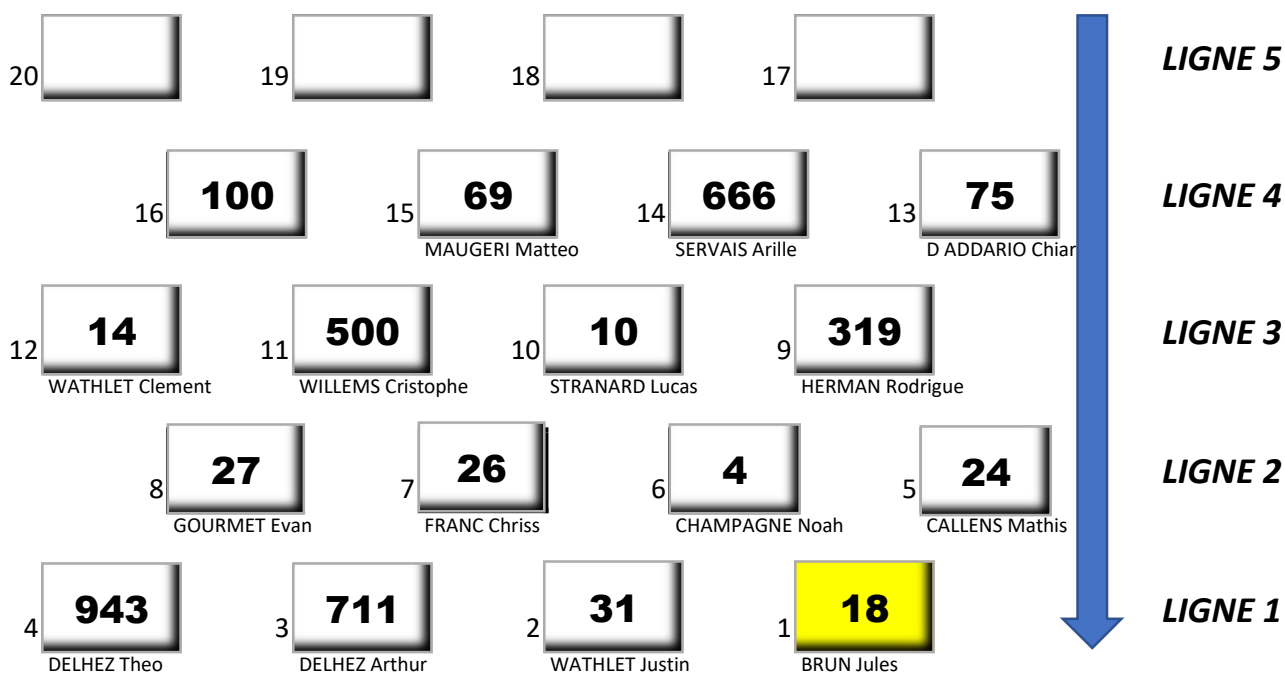 20 19 18 17 LIGNE 5
16 100 15 69 14 666 13 75 LIGNE 4
MAUGERI Matteo SERVAIS Arille D ADDARIO Chiar
12 14 11 500 10 10 9 319 LIGNE 3
WATHLET Clement WILLEMS Cristophe STRANARD Lucas HERMAN Rodrigue
8 27 7 26 6 4 5 24 LIGNE 2
GOURMET Evan FRANC Chriss CHAMPAGNE Noah CALLENS Mathis
4 943 3 711 2 31 1 18 LIGNE 1
DELHEZ Theo DELHEZ Arthur WATHLET Justin BRUN Jules